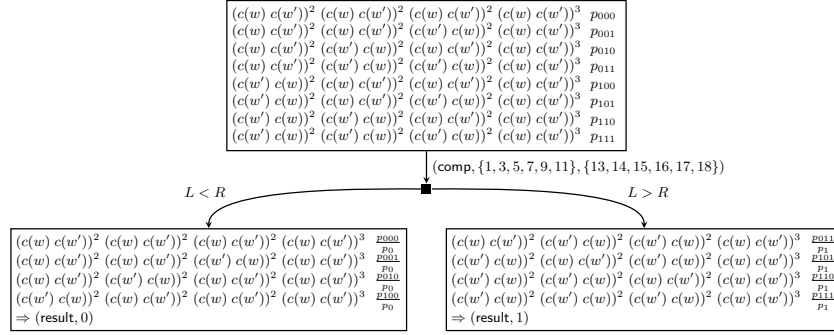 (c(w) c(w′))² (c(w) c(w′))² (c(w) c(w′))² (c(w) c(w′))³ p₀₀₀
(c(w) c(w′))² (c(w) c(w′))² (c(w′) c(w))² (c(w) c(w′))³ p₀₀₁
(c(w) c(w′))² (c(w′) c(w))² (c(w) c(w′))² (c(w) c(w′))³ p₀₁₀
(c(w) c(w′))² (c(w′) c(w))² (c(w′) c(w))² (c(w) c(w′))³ p₀₁₁
(c(w′) c(w))² (c(w) c(w′))² (c(w) c(w′))² (c(w) c(w′))³ p₁₀₀
(c(w′) c(w))² (c(w) c(w′))² (c(w′) c(w))² (c(w) c(w′))³ p₁₀₁
(c(w′) c(w))² (c(w′) c(w))² (c(w) c(w′))² (c(w) c(w′))³ p₁₁₀
(c(w′) c(w))² (c(w′) c(w))² (c(w′) c(w))² (c(w) c(w′))³ p₁₁₁
(comp, {1, 3, 5, 7, 9, 11}, {13, 14, 15, 16, 17, 18})
L < R
L > R
(c(w) c(w′))² (c(w) c(w′))² (c(w) c(w′))² (c(w) c(w′))³ p₀₀₀/p₀
(c(w) c(w′))² (c(w) c(w′))² (c(w′) c(w))² (c(w) c(w′))³ p₀₀₁/p₀
(c(w) c(w′))² (c(w′) c(w))² (c(w) c(w′))² (c(w) c(w′))³ p₀₁₀/p₀
(c(w′) c(w))² (c(w) c(w′))² (c(w) c(w′))² (c(w) c(w′))³ p₁₀₀/p₀
⇒ (result, 0)
(c(w) c(w′))² (c(w′) c(w))² (c(w′) c(w))² (c(w) c(w′))³ p₀₁₁/p₁
(c(w′) c(w))² (c(w) c(w′))² (c(w′) c(w))² (c(w) c(w′))³ p₁₀₁/p₁
(c(w′) c(w))² (c(w′) c(w))² (c(w) c(w′))² (c(w) c(w′))³ p₁₁₀/p₁
(c(w′) c(w))² (c(w′) c(w))² (c(w′) c(w))² (c(w) c(w′))³ p₁₁₁/p₁
⇒ (result, 1)